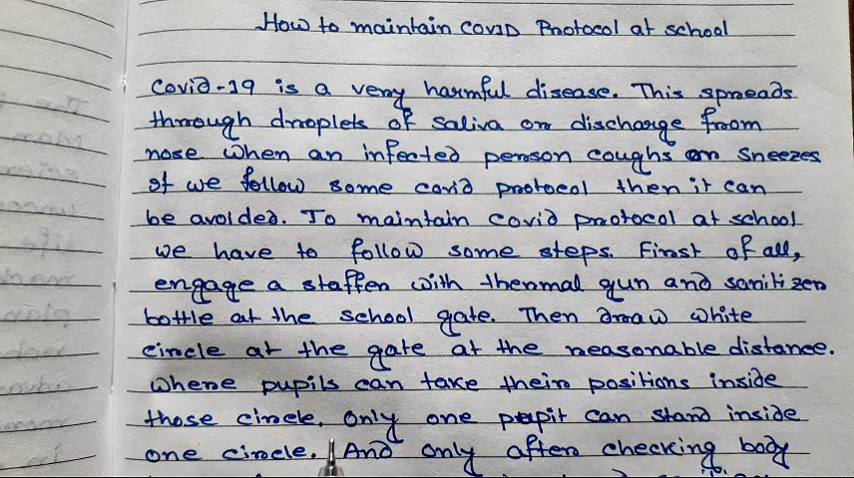 How to maintain COVID Protocol at school
Covid-19 is a very harmful disease. This spreads
through droplets of saliva or discharge from
nose when an infected person coughs or sneezes
If we follow some covid protocol then it can
be avoided. To maintain covid protocol at school
we have to follow some steps. First of all,
engage a staffer with thermal gun and sanitizer
bottle at the school gate. Then draw white
circle at the gate at the reasonable distance.
Where pupils can take their positions inside
those circle. Only one pupil can stand inside
one circle. And only after checking body